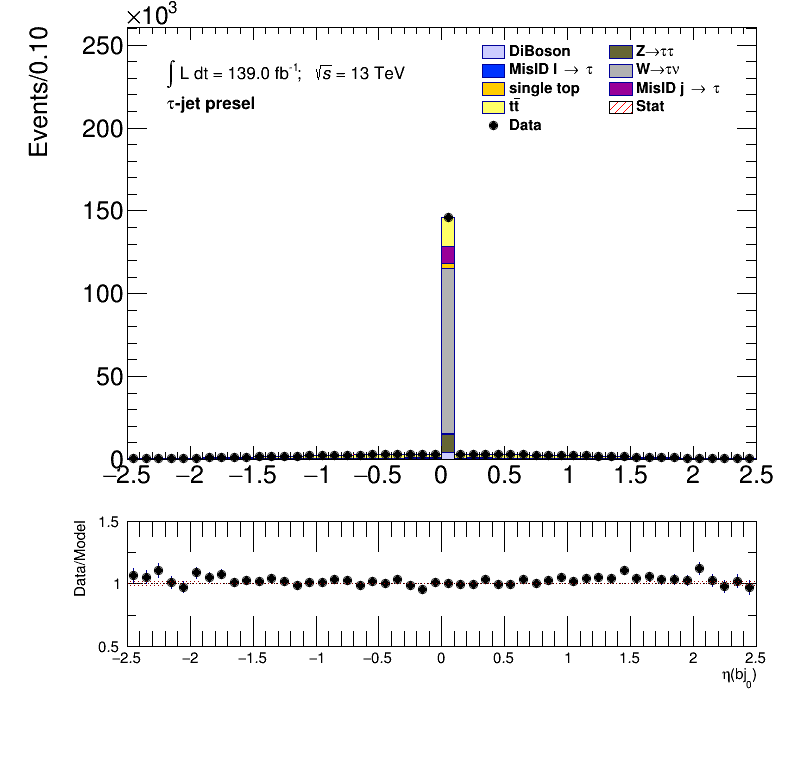 ×10³
Events/0.10
250
200
150
100
50
0
∫ L dt = 139.0 fb⁻¹; √s = 13 TeV
τ-jet presel
DiBoson
MisID l → τ
single top
tt̄
Data
Z→ττ
W→τν
MisID j → τ
Stat
−2.5 −2 −1.5 −1 −0.5 0 0.5 1 1.5 2 2.5
Data/Model
1.5
1
0.5
−2.5 −2 −1.5 −1 −0.5 0 0.5 1 1.5 2 2.5
η(bj₀)